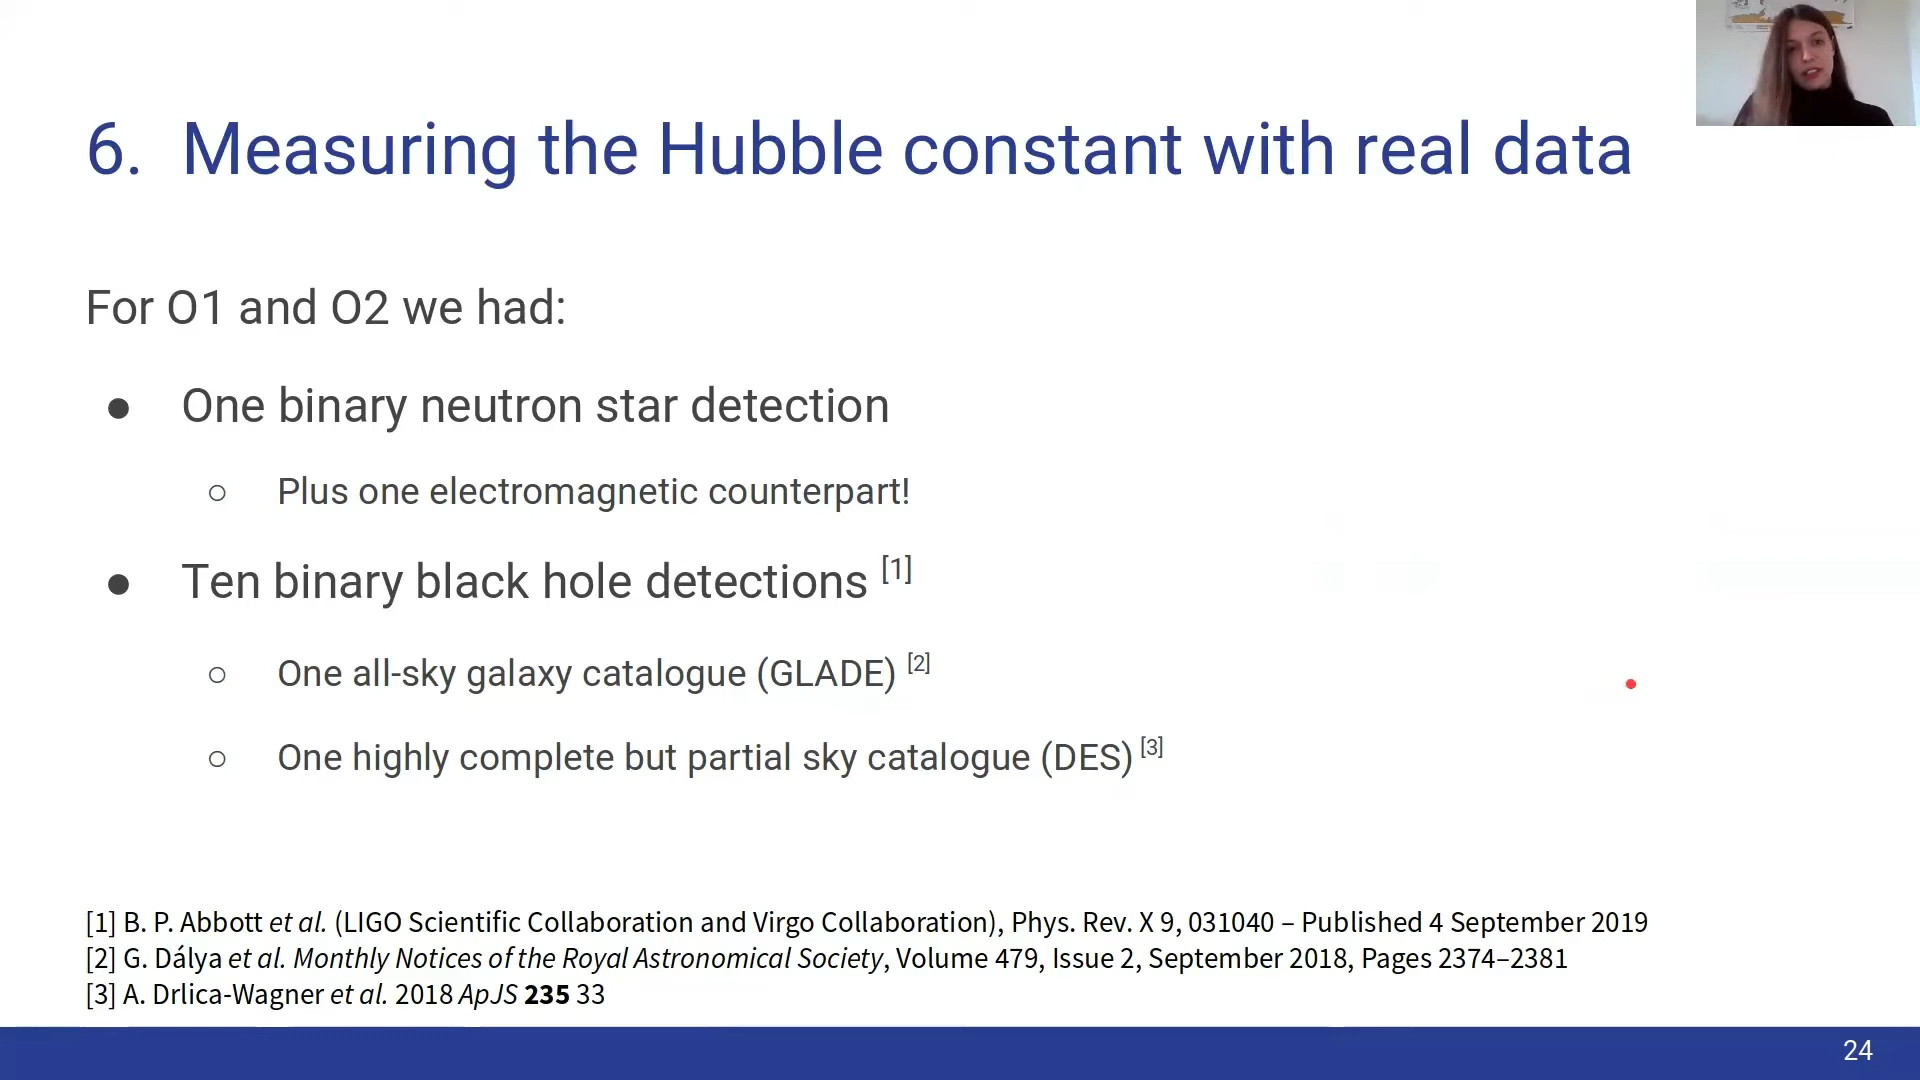 6. Measuring the Hubble constant with real data
For O1 and O2 we had:
● One binary neutron star detection
○ Plus one electromagnetic counterpart!
● Ten binary black hole detections [1]
○ One all-sky galaxy catalogue (GLADE) [2]
○ One highly complete but partial sky catalogue (DES) [3]
[1] B. P. Abbott et al. (LIGO Scientific Collaboration and Virgo Collaboration), Phys. Rev. X 9, 031040 – Published 4 September 2019
[2] G. Dálya et al. Monthly Notices of the Royal Astronomical Society, Volume 479, Issue 2, September 2018, Pages 2374–2381
[3] A. Drlica-Wagner et al. 2018 ApJS 235 33
24